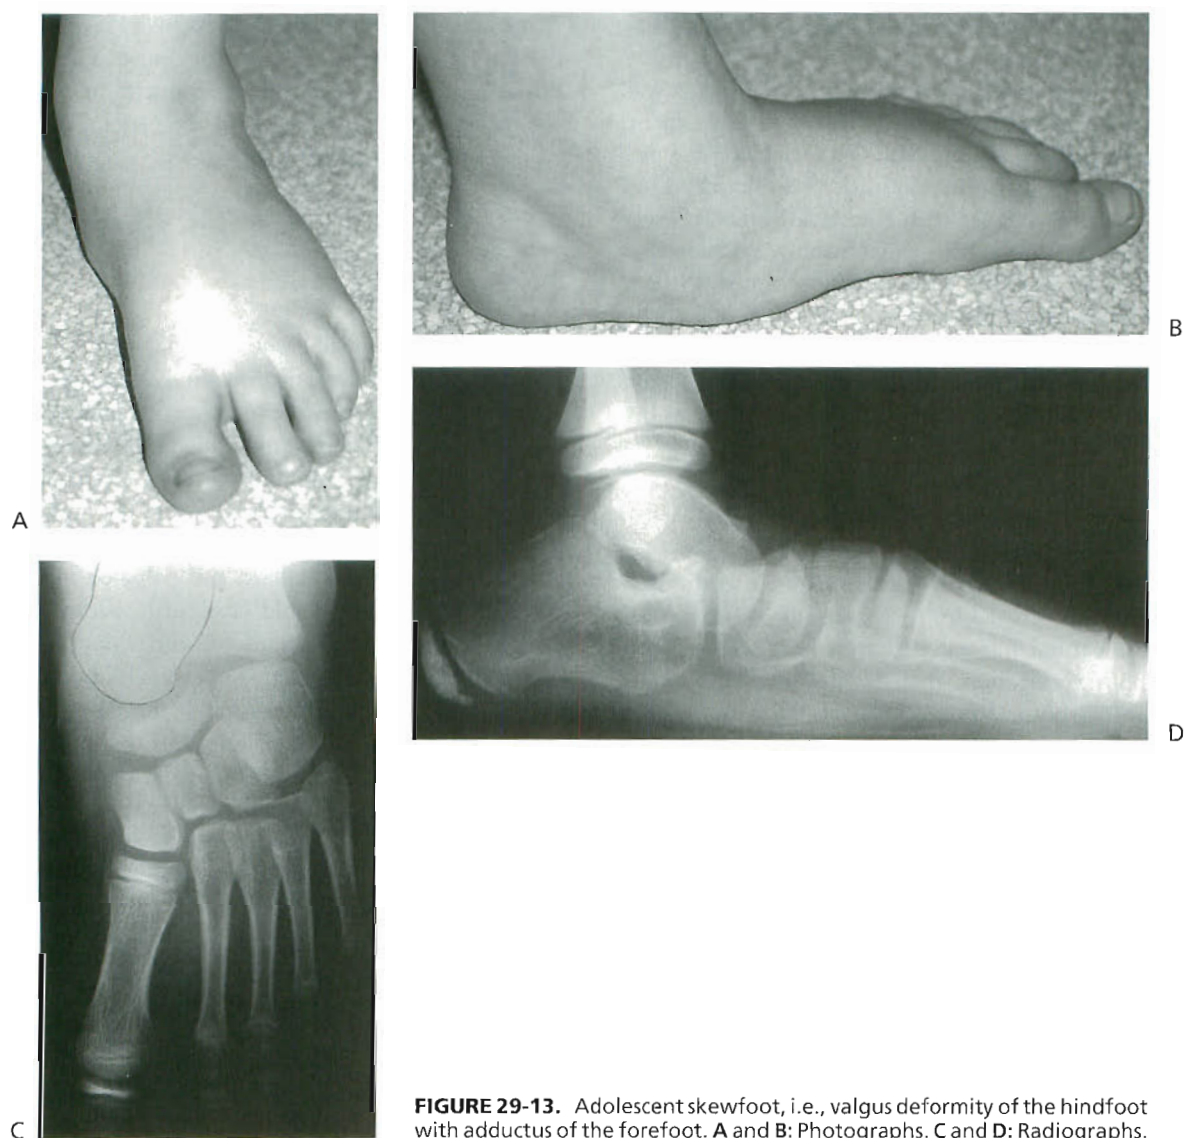 A
B
C
D
FIGURE 29-13. Adolescent skewfoot, i.e., valgus deformity of the hindfoot
with adductus of the forefoot. A and B: Photographs. C and D: Radiographs.